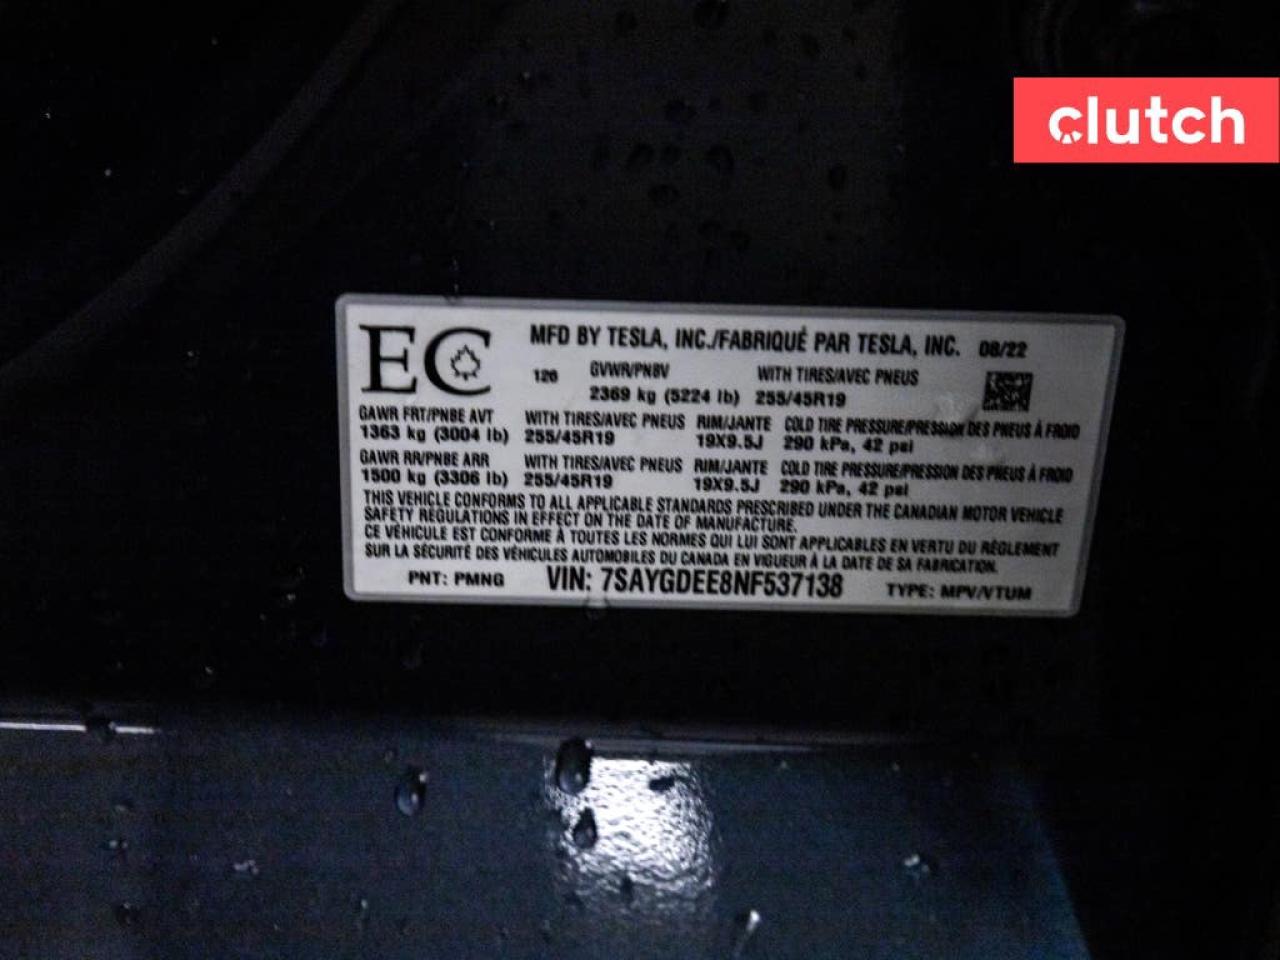 clutch
EC MFD BY TESLA, INC./FABRIQUÉ PAR TESLA, INC. 08/22
126 GVWR/PNBV WITH TIRES/AVEC PNEUS
2369 kg (5224 lb) 255/45R19
GAWR FRT/PNBE AVT WITH TIRES/AVEC PNEUS RIM/JANTE COLD TIRE PRESSURE/PRESSION DES PNEUS À FROID
1363 kg (3004 lb) 255/45R19 19X9.5J 290 kPa, 42 psi
GAWR RR/PNBE ARR WITH TIRES/AVEC PNEUS RIM/JANTE COLD TIRE PRESSURE/PRESSION DES PNEUS À FROID
1500 kg (3306 lb) 255/45R19 19X9.5J 290 kPa, 42 psi
THIS VEHICLE CONFORMS TO ALL APPLICABLE STANDARDS PRESCRIBED UNDER THE CANADIAN MOTOR VEHICLE
SAFETY REGULATIONS IN EFFECT ON THE DATE OF MANUFACTURE.
CE VÉHICULE EST CONFORME À TOUTES LES NORMES QUI LUI SONT APPLICABLES EN VERTU DU RÈGLEMENT
SUR LA SÉCURITÉ DES VÉHICULES AUTOMOBILES DU CANADA EN VIGUEUR À LA DATE DE SA FABRICATION.
PNT: PMNG VIN: 7SAYGDEE8NF537138 TYPE: MPV/VTUM